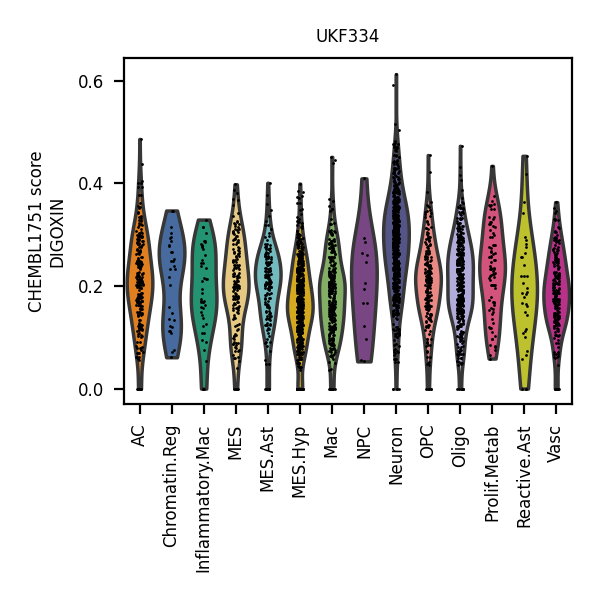 UKF334
CHEMBL1751 score
DIGOXIN
0.6
0.4
0.2
0.0
AC
Chromatin.Reg
Inflammatory.Mac
MES
MES.Ast
MES.Hyp
Mac
NPC
Neuron
OPC
Oligo
Prolif.Metab
Reactive.Ast
Vasc